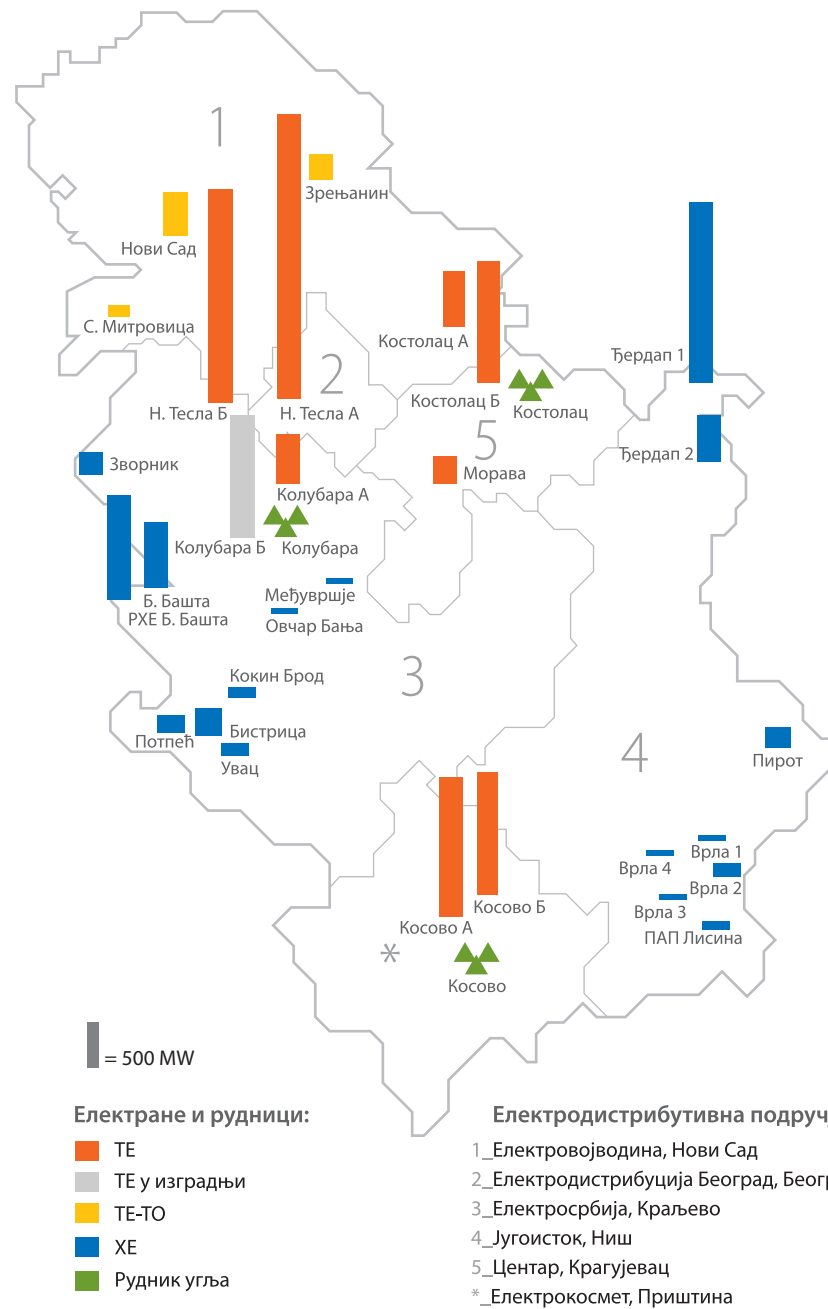 1
Зрењанин
Нови Сад
С. Митровица
Костолац А
Ђердап 1
2
Н. Тесла Б
Н. Тесла А
Костолац Б
Костолац
5
Ђердап 2
Зворник
Морава
Колубара А
Колубара Б
Колубара
Међувршје
Б. Башта
РХЕ Б. Башта
Овчар Бања
3
Кокин Брод
Потпећ
Бистрица
Увац
4
Пирот
Врла 1
Врла 4
Врла 2
Врла 3
ПАП Лисина
Косово Б
Косово А
*
Косово
= 500 MW
Електране и рудници:
ТЕ
ТЕ у изградњи
ТЕ-ТО
ХЕ
Рудник угља
Електродистрибутивна подручј
1_Електровојводина, Нови Сад
2_Електродистрибуција Београд, Беогр
3_Електросрбија, Краљево
4_Југоисток, Ниш
5_Центар, Крагујевац
*_Електрокосмет, Приштина